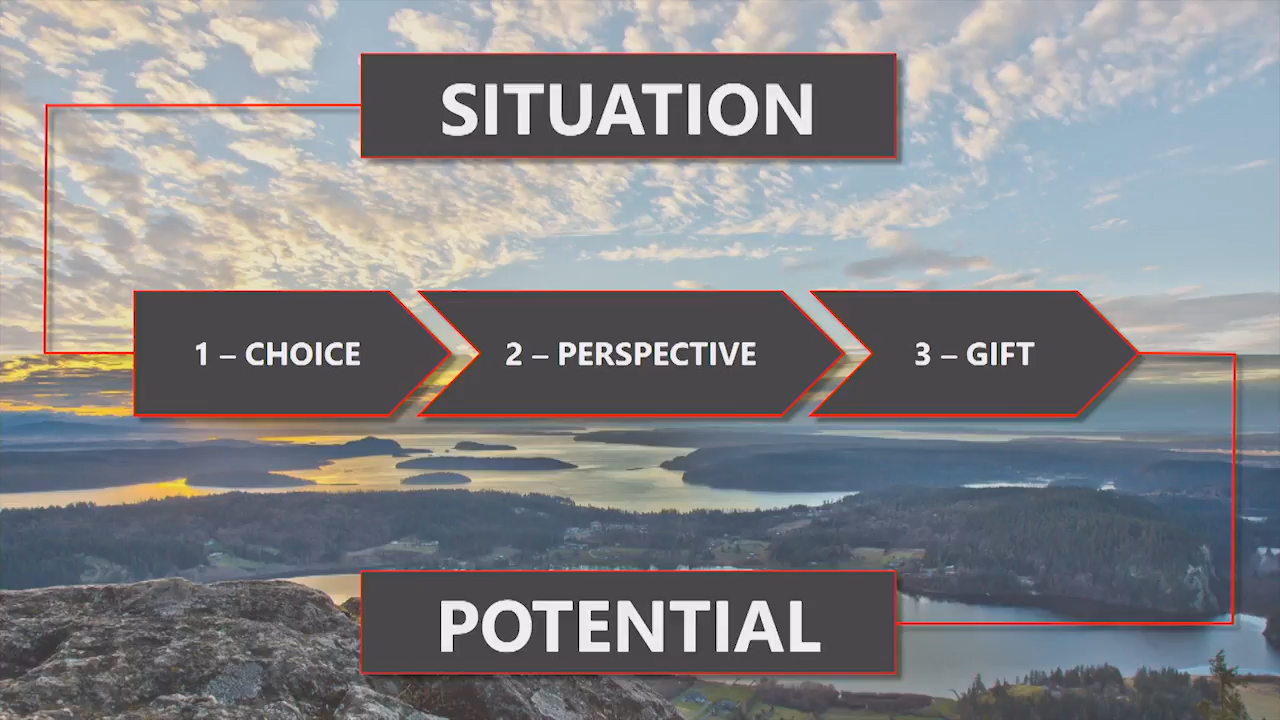 SITUATION
1 – CHOICE
2 – PERSPECTIVE
3 – GIFT
POTENTIAL